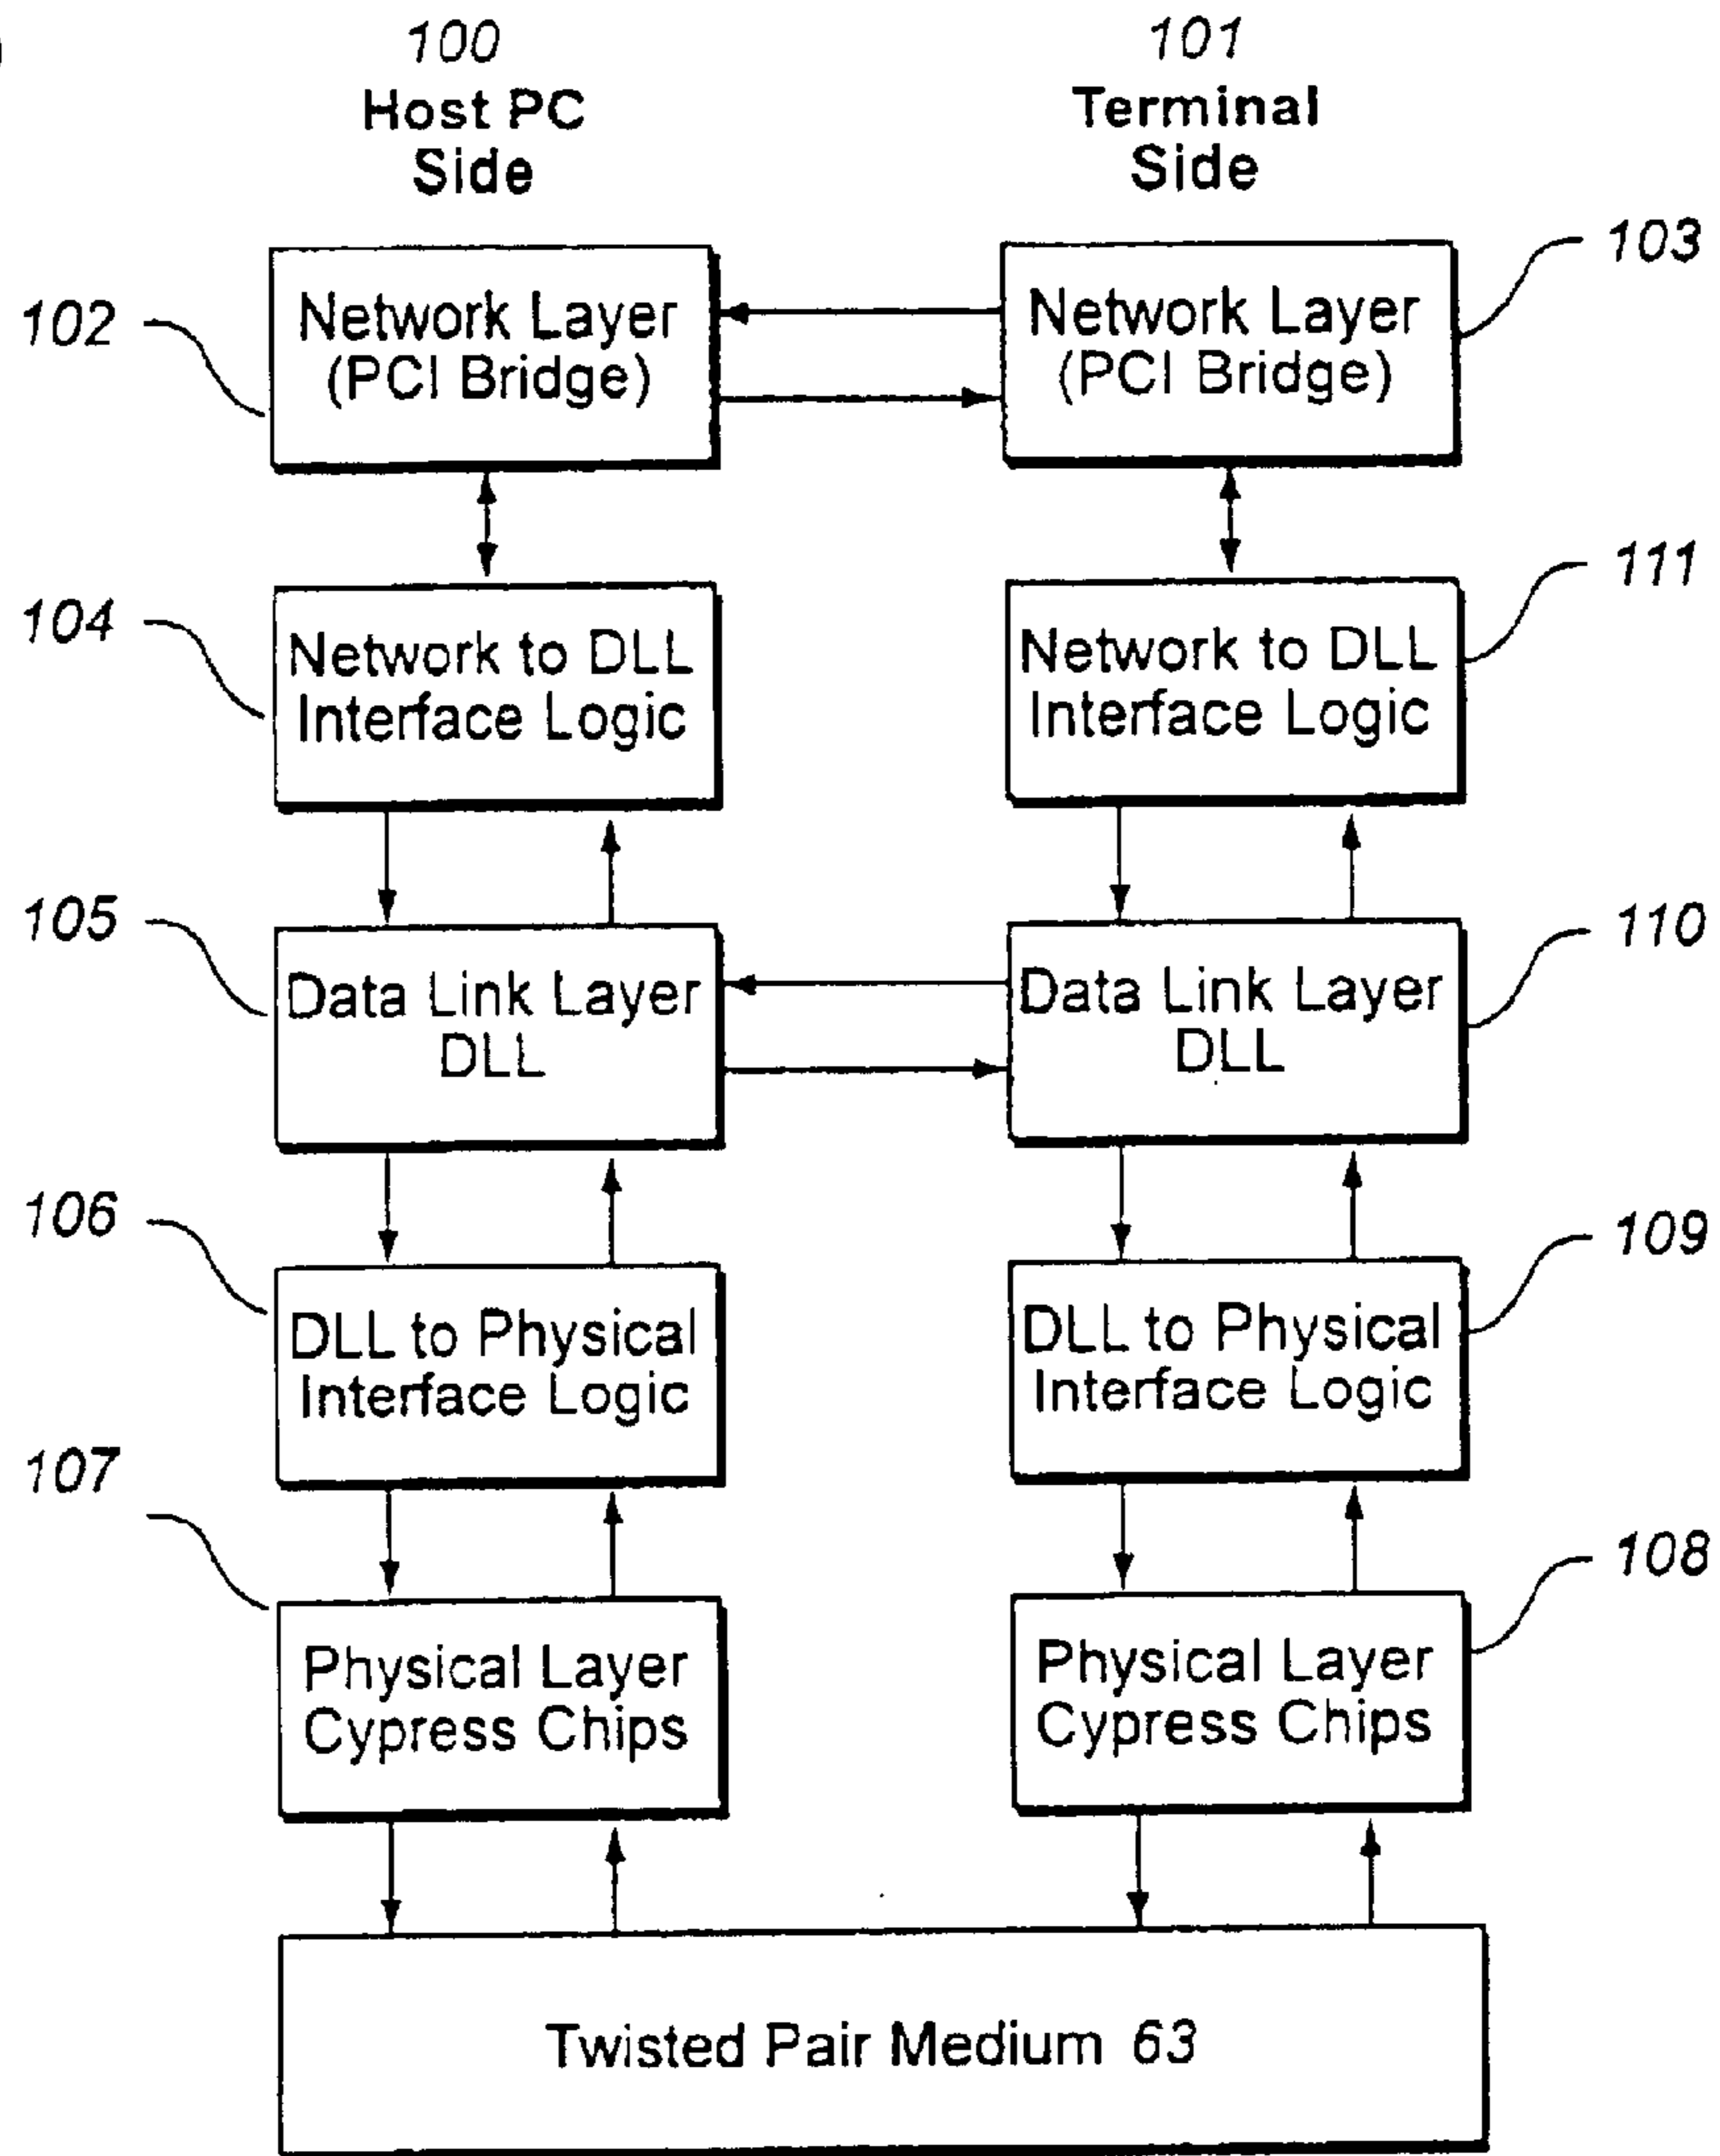 100
Host PC
Side
101
Terminal
Side
102
Network Layer
(PCI Bridge)
Network Layer
(PCI Bridge)
103
104
Network to DLL
Interface Logic
Network to DLL
Interface Logic
111
105
Data Link Layer
DLL
Data Link Layer
DLL
110
106
DLL to Physical
Interface Logic
DLL to Physical
Interface Logic
109
107
Physical Layer
Cypress Chips
Physical Layer
Cypress Chips
108
Twisted Pair Medium 63